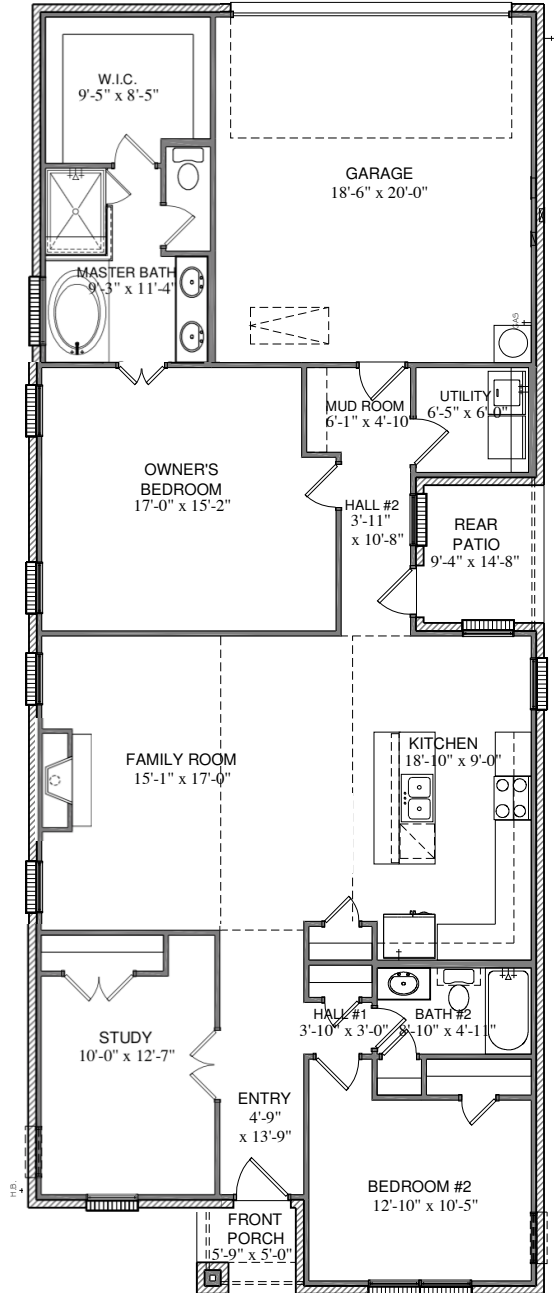 W.I.C.
9'-5" x 8'-5"
GARAGE
18'-6" x 20'-0"
MASTER BATH
9'-3" x 11'-4"
GAS
MUD ROOM
6'-1" x 4'-10
UTILITY
6'-5" x 6'-0"
OWNER'S
BEDROOM
17'-0" x 15'-2"
HALL #2
3'-11"
x 10'-8"
REAR
PATIO
9'-4" x 14'-8"
FAMILY ROOM
15'-1" x 17'-0"
KITCHEN
18'-10" x 9'-0"
STUDY
10'-0" x 12'-7"
HALL #1
3'-10" x 3'-0"
BATH #2
8'-10" x 4'-11"
ENTRY
4'-9"
x 13'-9"
H.B.
BEDROOM #2
12'-10" x 10'-5"
FRONT
PORCH
5'-9" x 5'-0"